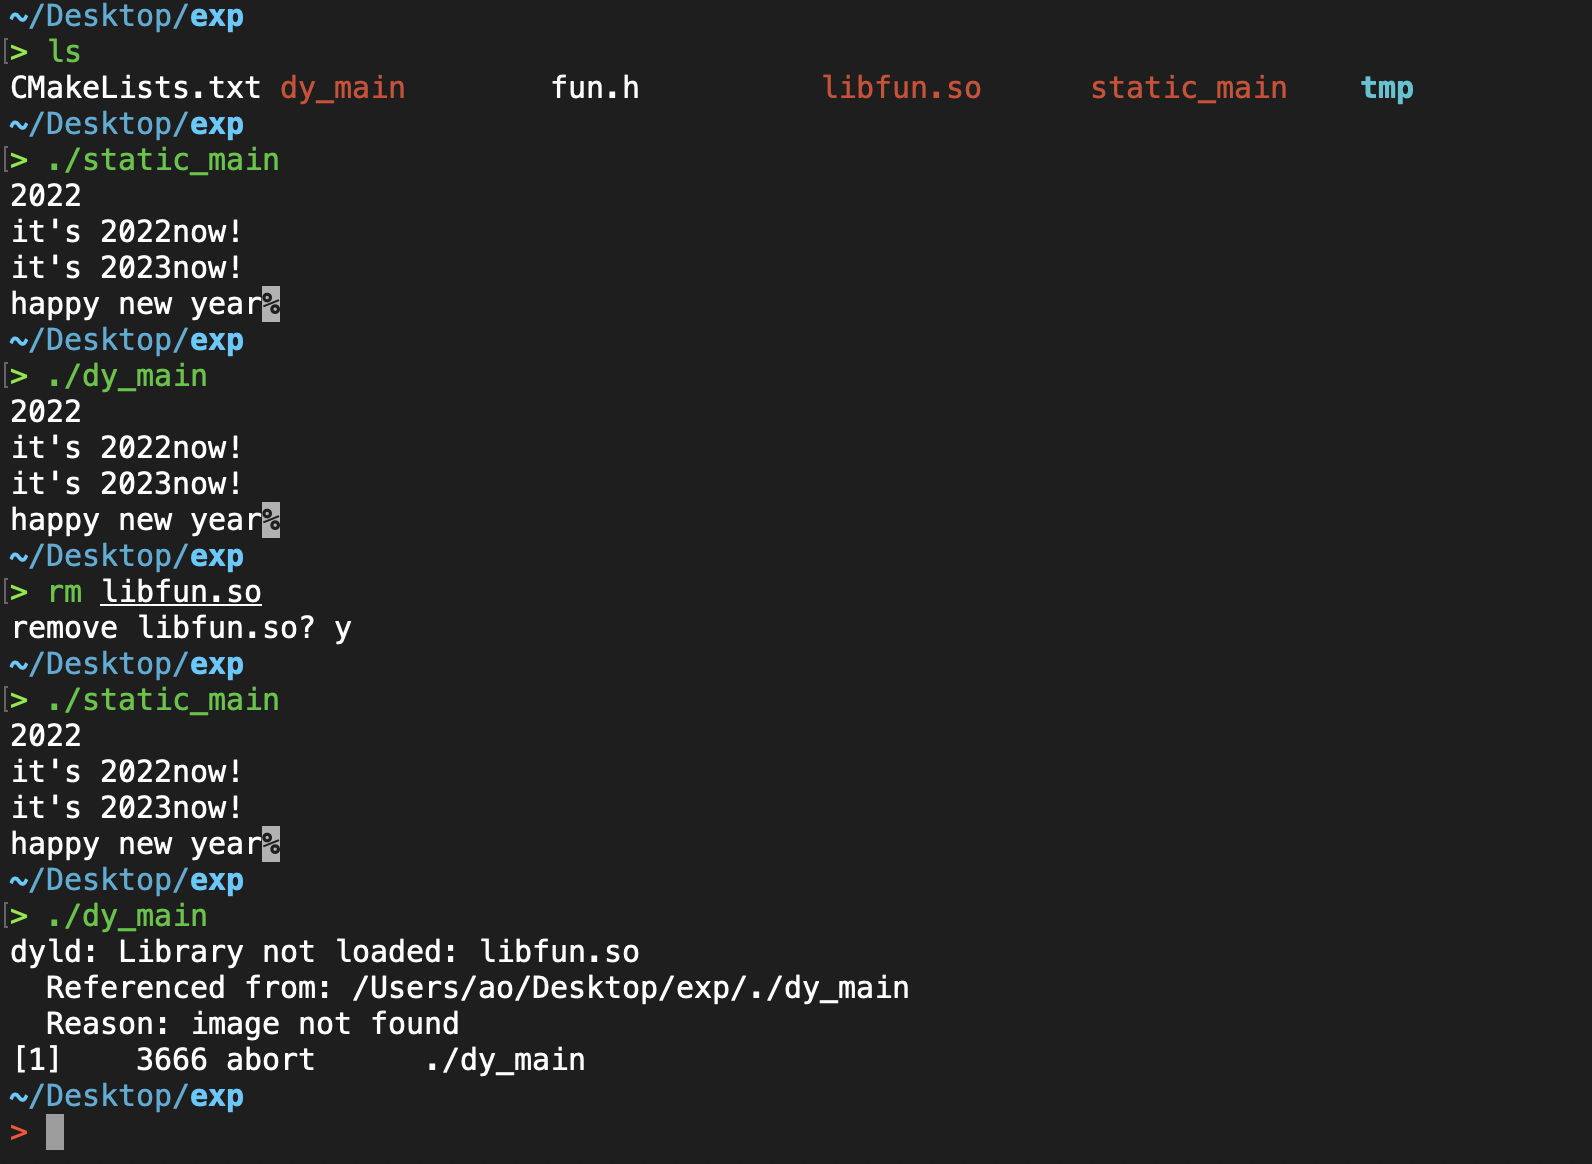 ~/Desktop/exp
> ls
CMakeLists.txt dy_main fun.h libfun.so static_main tmp
~/Desktop/exp
> ./static_main
2022
it's 2022now!
it's 2023now!
happy new year%
~/Desktop/exp
> ./dy_main
2022
it's 2022now!
it's 2023now!
happy new year%
~/Desktop/exp
> rm libfun.so
remove libfun.so? y
~/Desktop/exp
> ./static_main
2022
it's 2022now!
it's 2023now!
happy new year%
~/Desktop/exp
> ./dy_main
dyld: Library not loaded: libfun.so
  Referenced from: /Users/ao/Desktop/exp/./dy_main
  Reason: image not found
[1]    3666 abort      ./dy_main
~/Desktop/exp
>